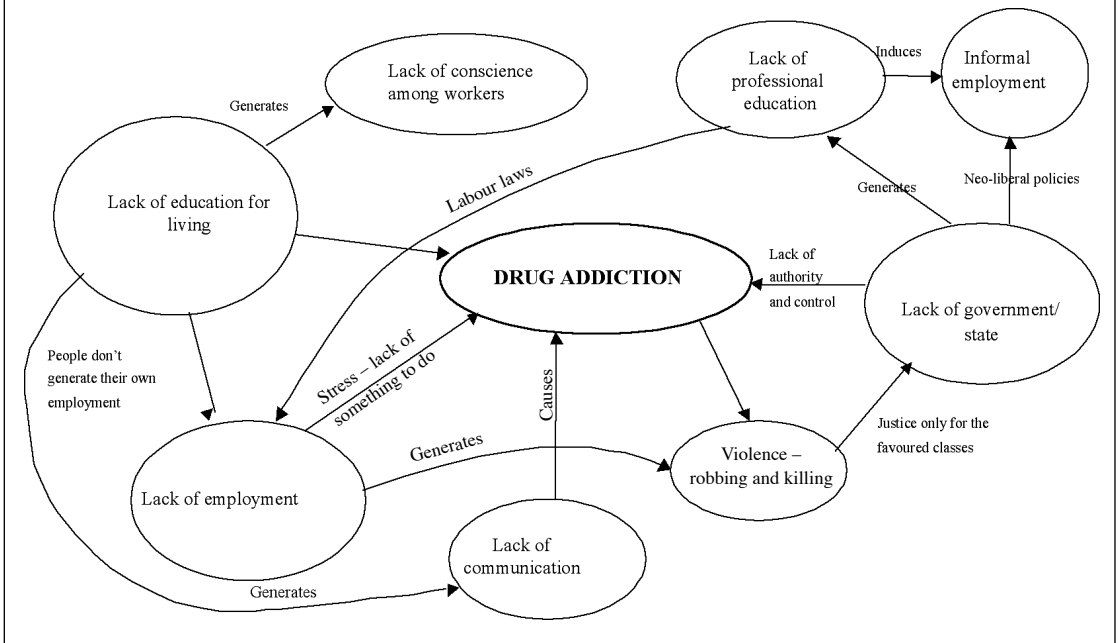 Lack of conscience
among workers
Generates
Lack of
professional
education
Induces
Informal
employment
Lack of education for
living
Labour laws
Generates
Neo-liberal policies
DRUG ADDICTION
Lack of
authority
and control
Lack of government/
state
People don’t
generate their own
employment
Stress – lack of
something to do
Causes
Justice only for the
favoured classes
Generates
Violence –
robbing and killing
Lack of employment
Lack of
communication
Generates